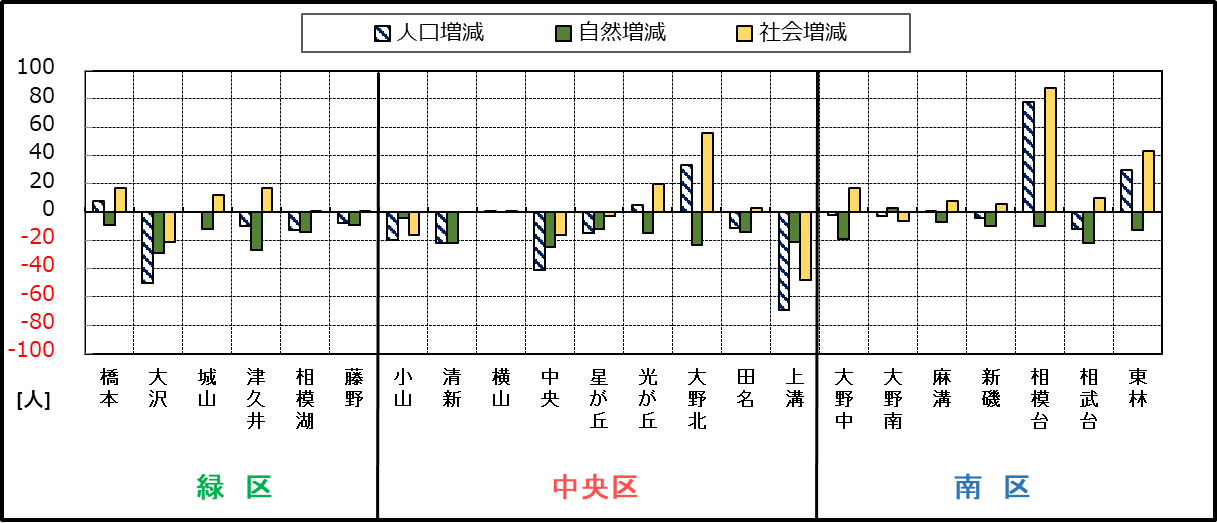 人口増減 自然増減 社会増減
100
80
60
40
20
0
-20
-40
-60
-80
-100
[人]
橋本 大沢 城山 津久井 相模湖 藤野 小山 清新 横山 中央 星が丘 光が丘 大野北 田名 上溝 大野中 大野南 麻溝 新磯 相模台 相武台 東林
緑 区 中央区 南 区